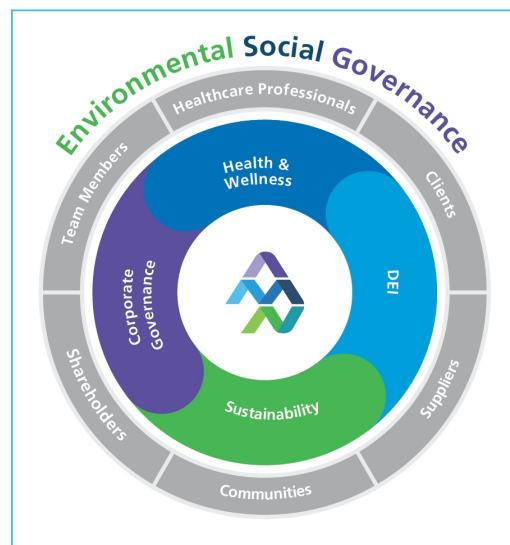 Environmental Social Governance
Healthcare Professionals
Clients
Suppliers
Communities
Shareholders
Team Members
Health &
Wellness
DEI
Sustainability
Corporate
Governance